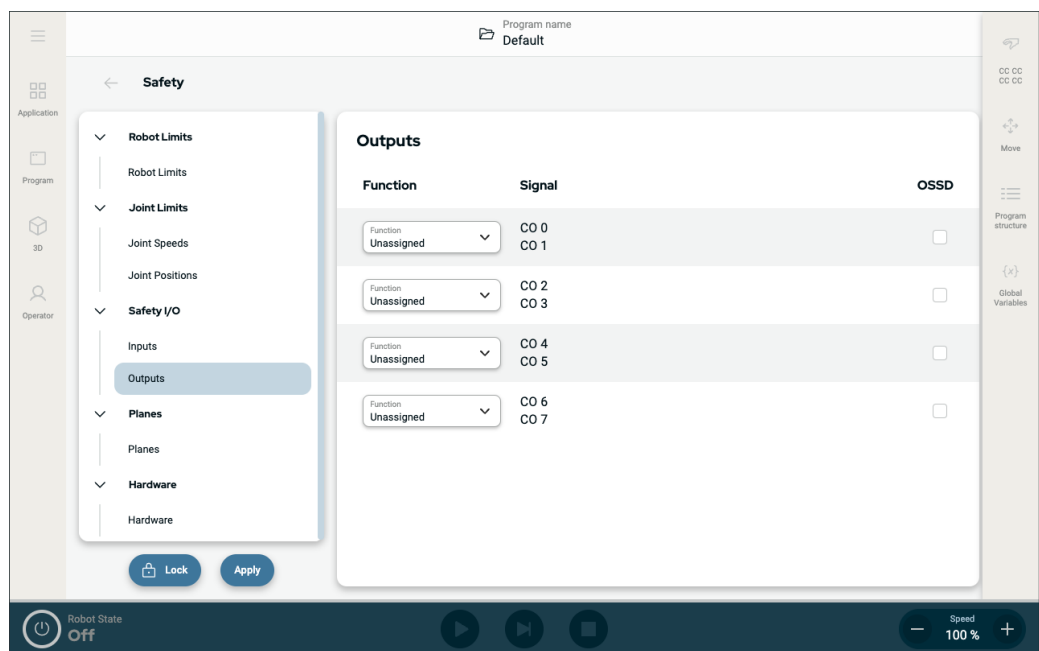 Program name
Default
Safety
Application
Program
3D
Operator
Robot Limits
Robot Limits
Joint Limits
Joint Speeds
Joint Positions
Safety I/O
Inputs
Outputs
Planes
Planes
Hardware
Hardware
Lock
Apply
Outputs
Function Signal OSSD
Function
Unassigned
CO 0
CO 1
Function
Unassigned
CO 2
CO 3
Function
Unassigned
CO 4
CO 5
Function
Unassigned
CO 6
CO 7
CC CC
CC CC
Move
Program
structure
{x}
Global
Variables
Robot State
Off
Speed
100 %